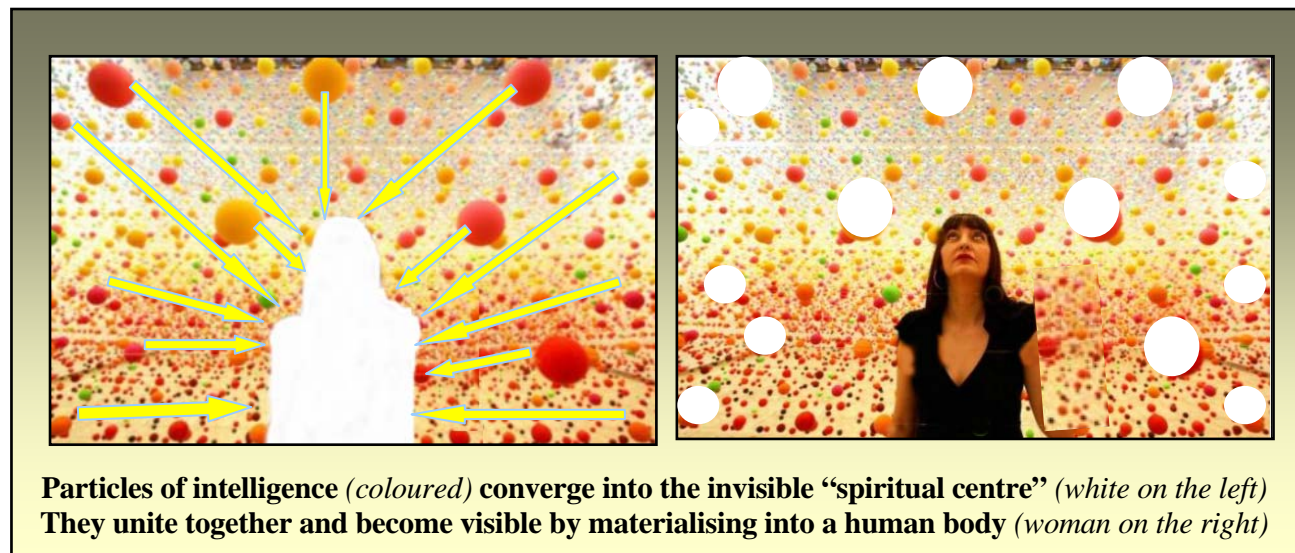 Particles of intelligence (coloured) converge into the invisible “spiritual centre” (white on the left)
They unite together and become visible by materialising into a human body (woman on the right)